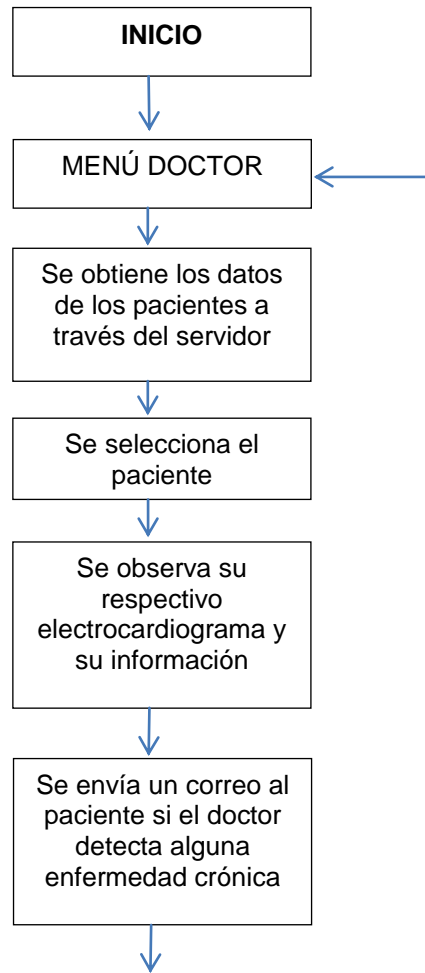 INICIO
MENÚ DOCTOR
Se obtiene los datos
de los pacientes a
través del servidor
Se selecciona el
paciente
Se observa su
respectivo
electrocardiograma y
su información
Se envía un correo al
paciente si el doctor
detecta alguna
enfermedad crónica